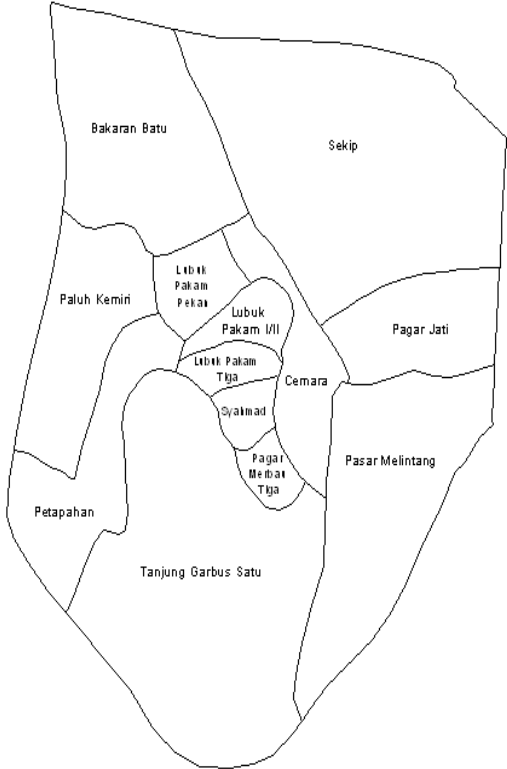 Bakaran Batu
Sekip
Lubuk
Pakam
Pekan
Paluh Kemiri
Lubuk
Pakam I/II
Pagar Jati
Lubuk Pakam
Tiga
Cemara
Syahmad
Pagar
Merbau
Tiga
Pasar Melintang
Petapahan
Tanjung Garbus Satu